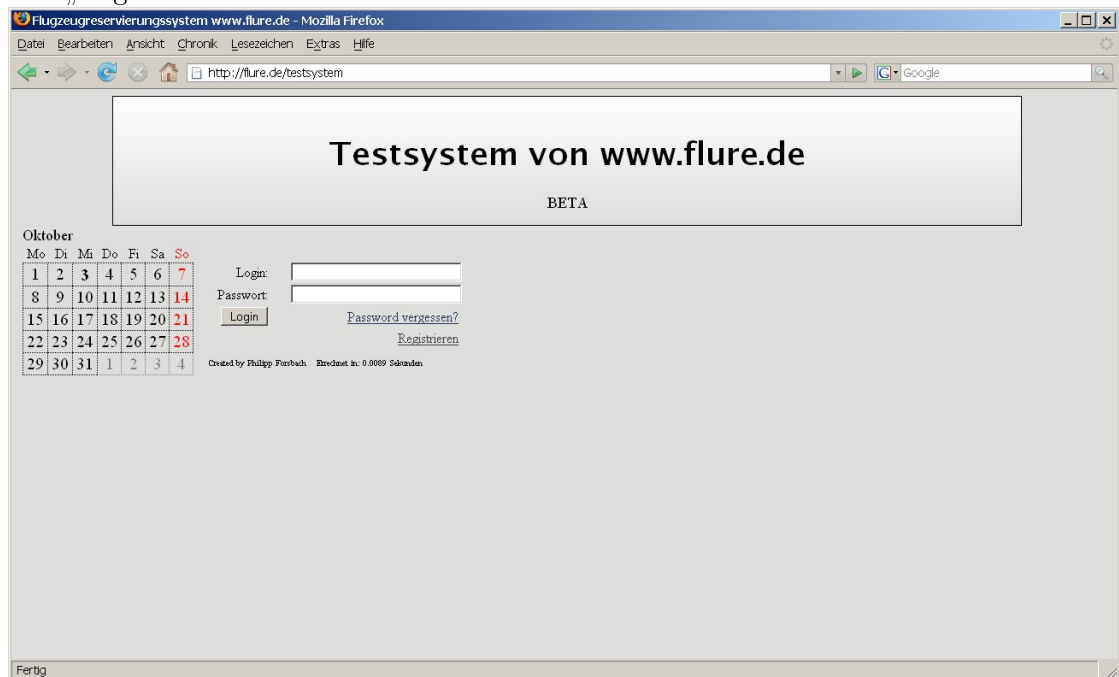 Flugzeugreservierungssystem www.flure.de - Mozilla Firefox
Datei Bearbeiten Ansicht Chronik Lesezeichen Extras Hilfe
http://flure.de/testsystem Google
Testsystem von www.flure.de
BETA
Oktober
Mo Di Mi Do Fi Sa So
1 2 3 4 5 6 7
8 9 10 11 12 13 14
15 16 17 18 19 20 21
22 23 24 25 26 27 28
29 30 31 1 2 3 4
Login:
Passwort:
Login Password vergessen?
Registrieren
Created by Philipp Forsbach Errechnet in: 0.0089 Sekunden
Fertig